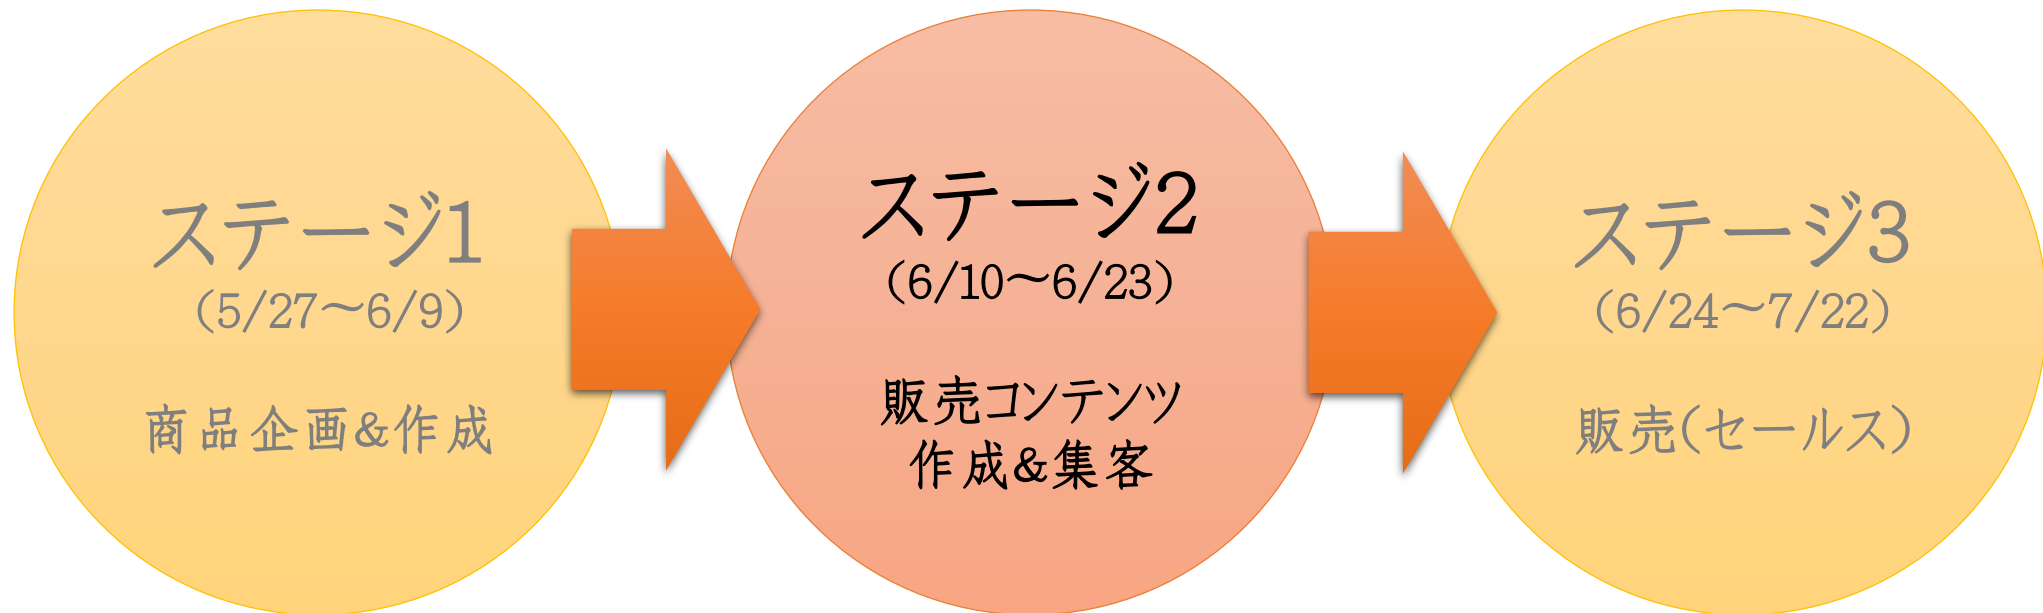 ステージ1
(5/27～6/9)
商品企画&作成
ステージ2
(6/10～6/23)
販売コンテンツ
作成&集客
ステージ3
(6/24～7/22)
販売(セールス)